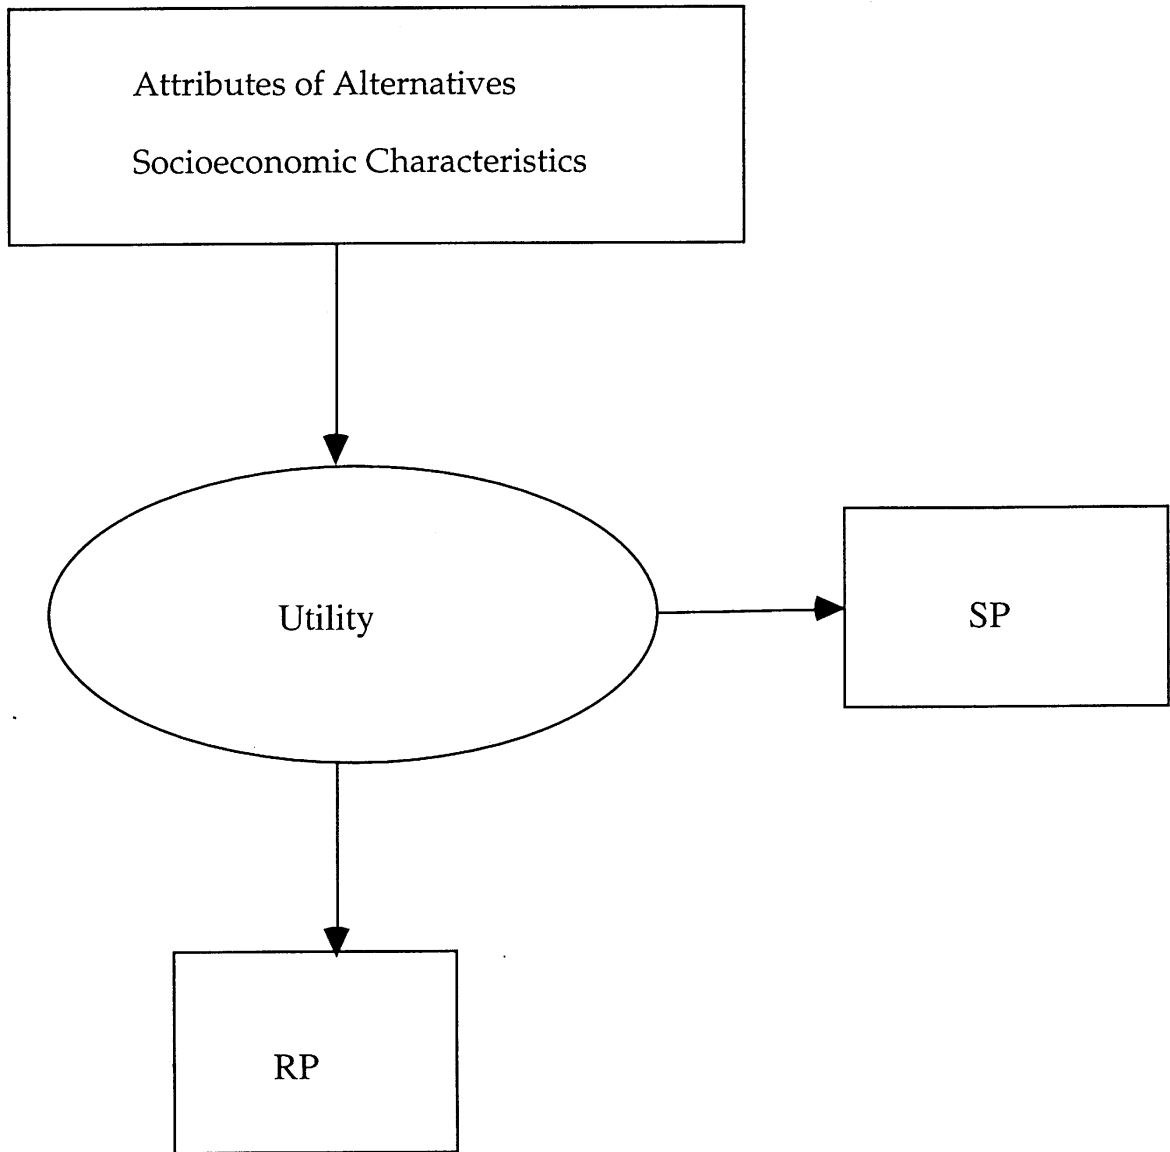 Attributes of Alternatives
Socioeconomic Characteristics
Utility
SP
RP